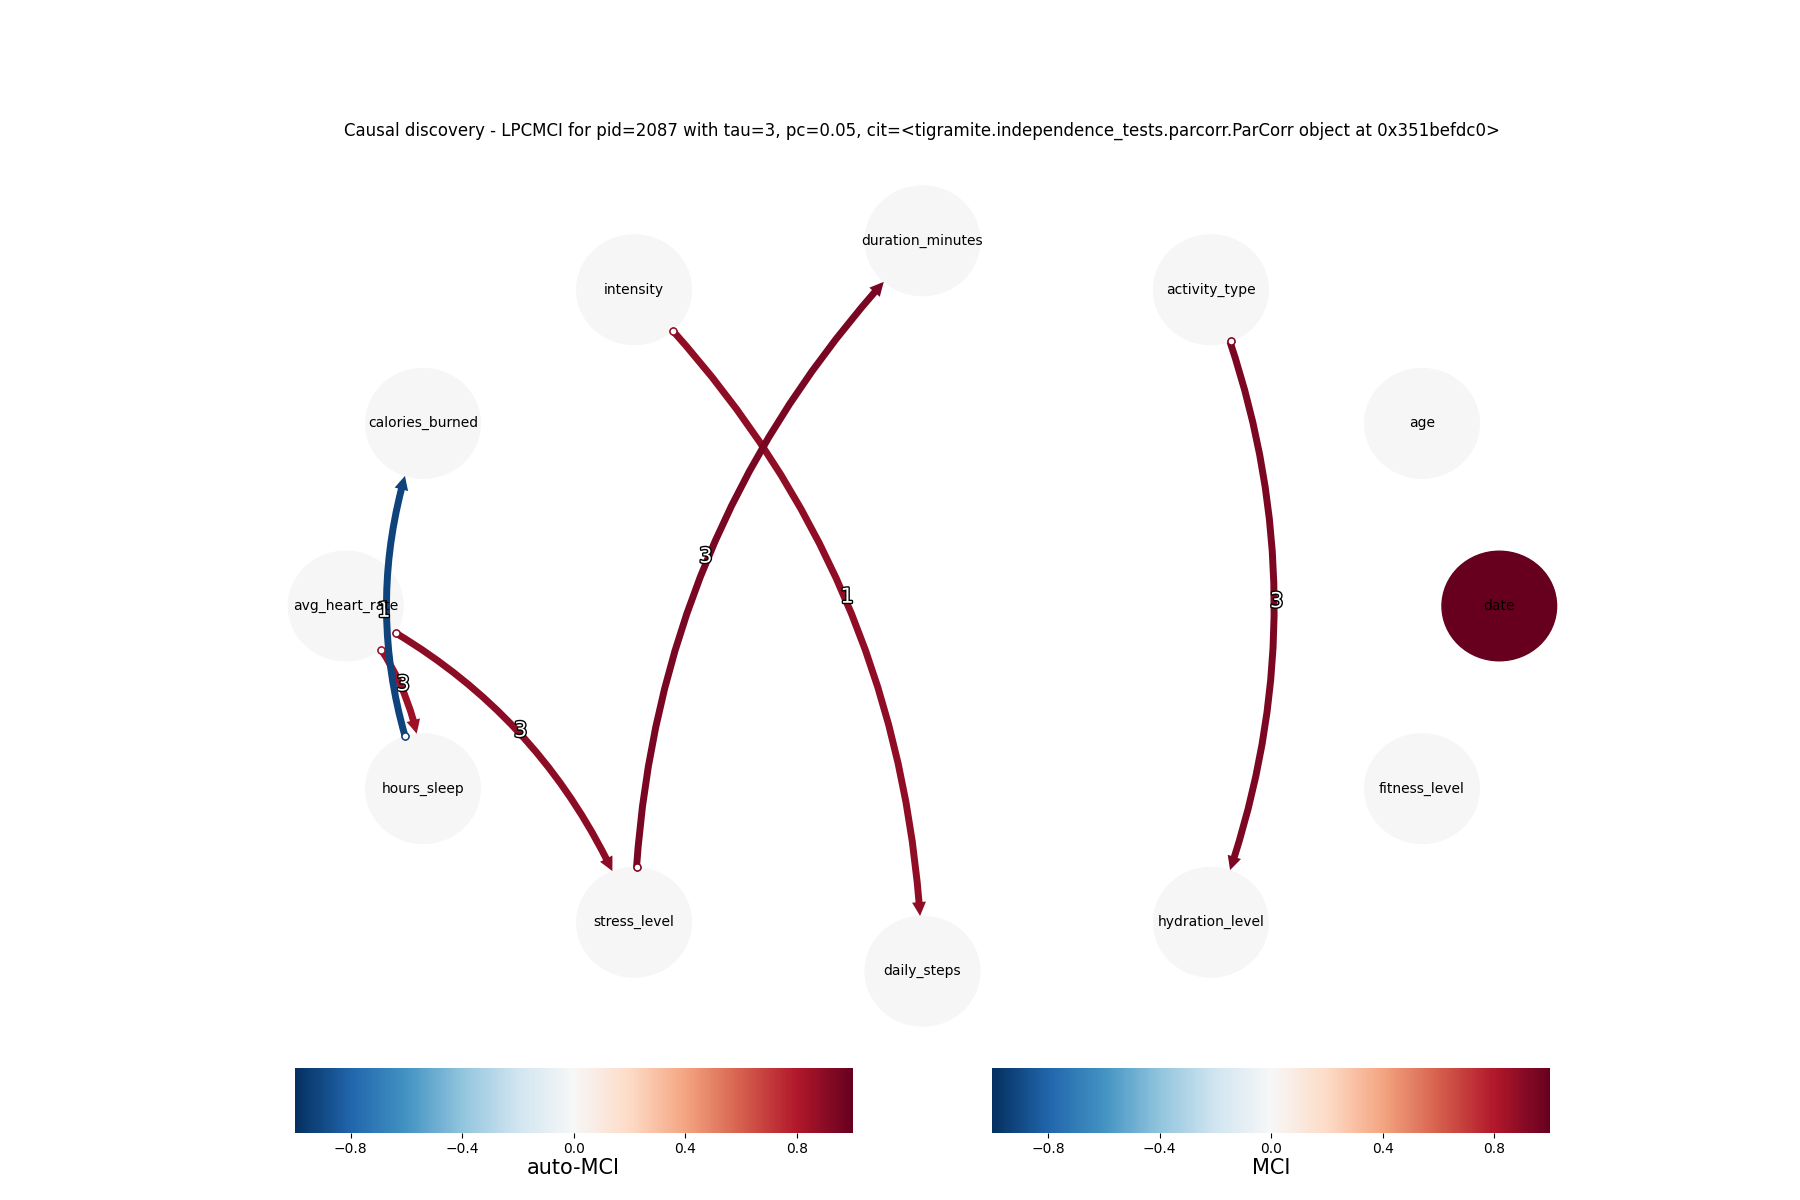 Causal discovery - LPCMCI for pid=2087 with tau=3, pc=0.05, cit=<tigramite.independence_tests.parcorr.ParCorr object at 0x351befdc0>
duration_minutes
intensity
activity_type
calories_burned
age
3
1
3
avg_heart_rate
1
date
3
3
hours_sleep
fitness_level
stress_level
hydration_level
daily_steps
−0.8 −0.4 0.0 0.4 0.8
auto-MCI
−0.8 −0.4 0.0 0.4 0.8
MCI